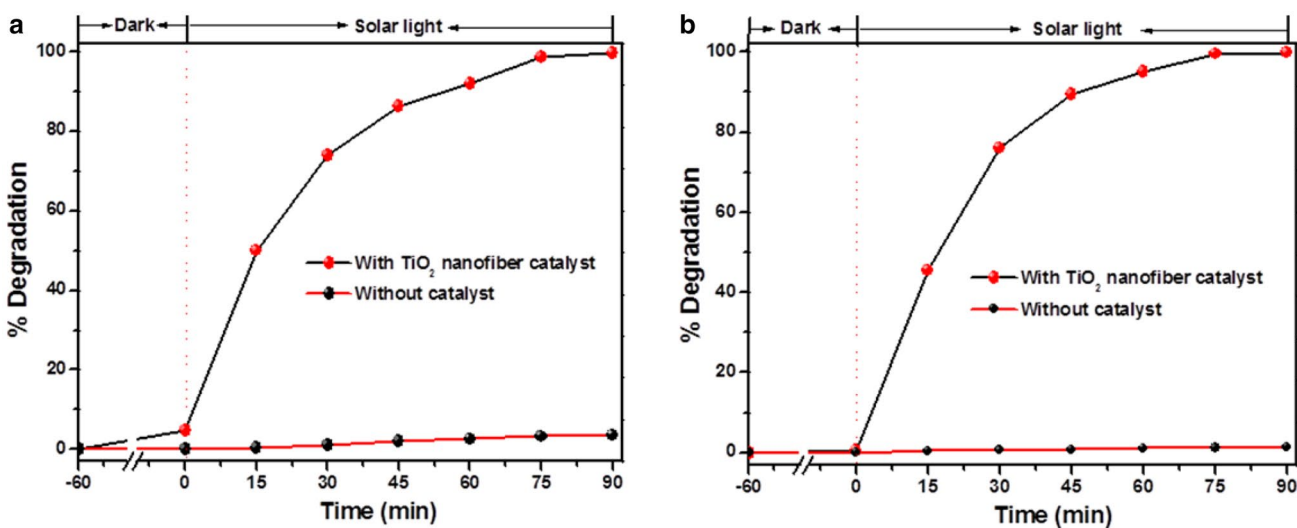 a
Dark
Solar light
100
80
60
40
20
0
% Degradation
With TiO₂ nanofiber catalyst
Without catalyst
-60
0
15
30
45
60
75
90
Time (min)
b
Dark
Solar light
100
80
60
40
20
0
% Degradation
With TiO₂ nanofiber catalyst
Without catalyst
-60
0
15
30
45
60
75
90
Time (min)